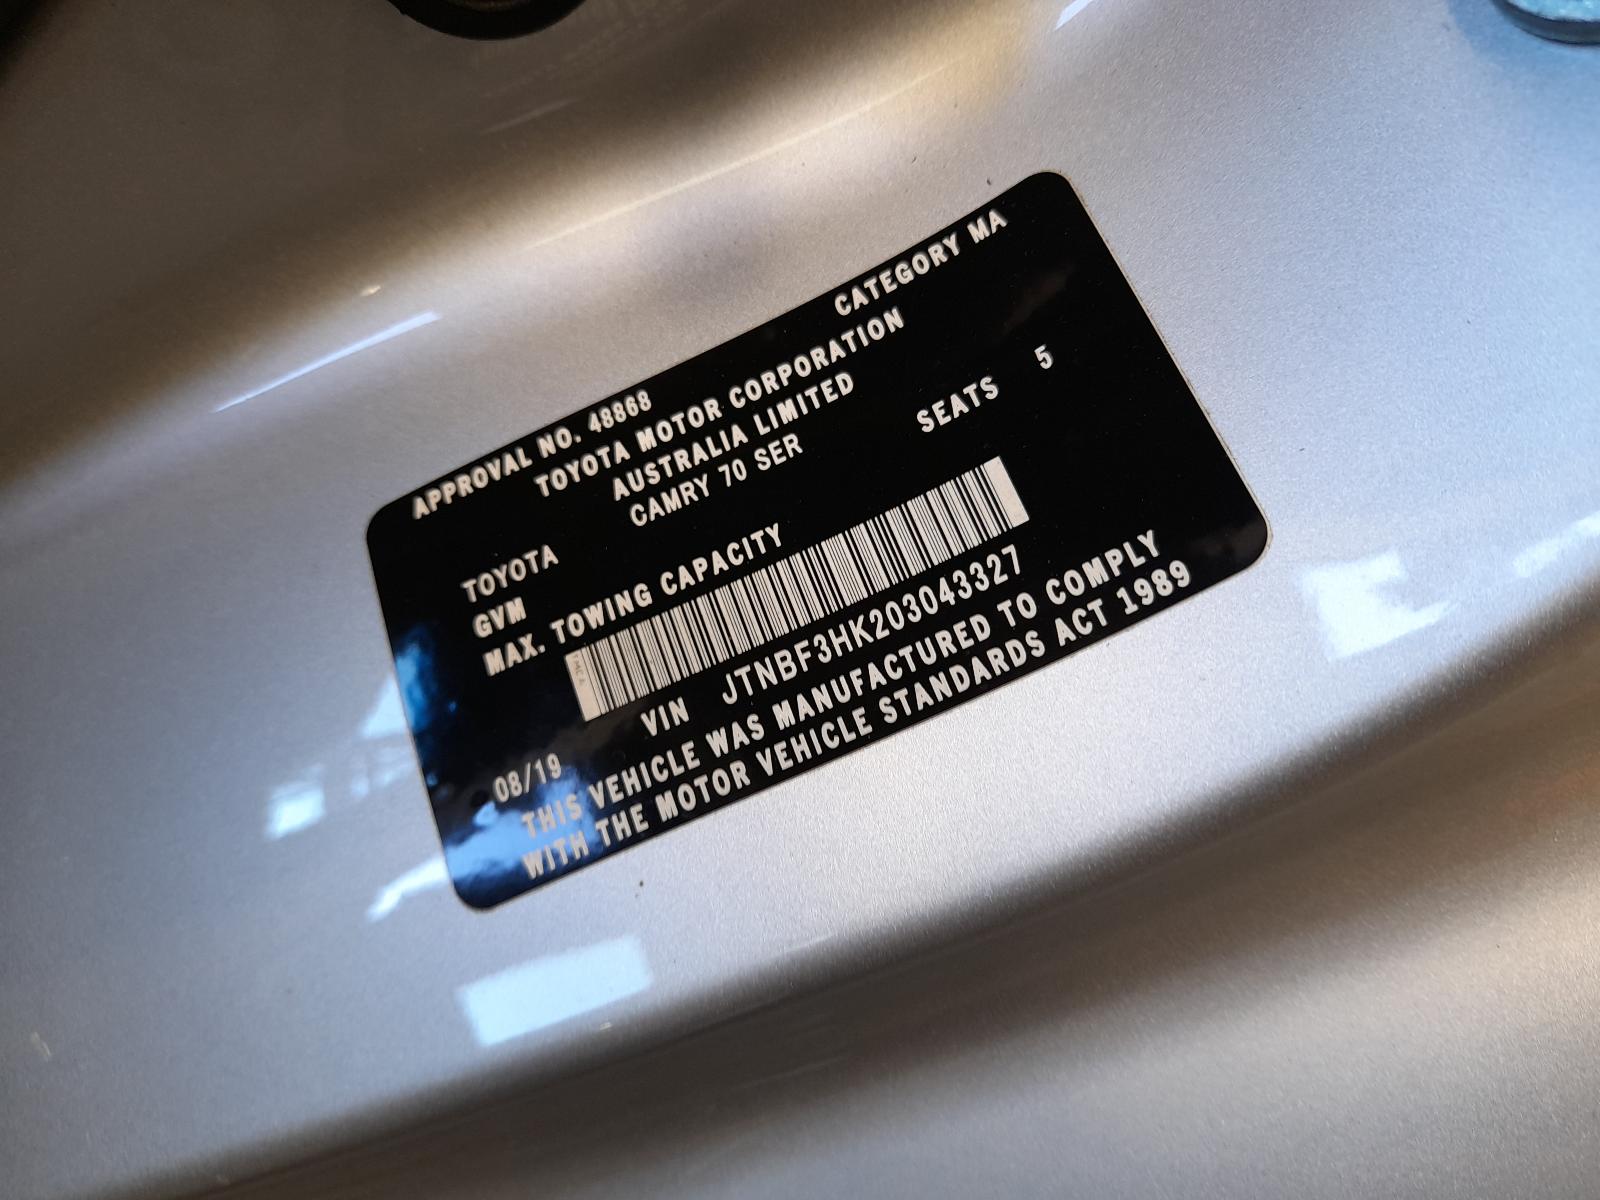 APPROVAL NO. 48868 CATEGORY MA
TOYOTA MOTOR CORPORATION
AUSTRALIA LIMITED
TOYOTA CAMRY 70 SER SEATS 5
GVM
MAX. TOWING CAPACITY
TMCA
VIN JTNBF3HK203043327
08/19
THIS VEHICLE WAS MANUFACTURED TO COMPLY
WITH THE MOTOR VEHICLE STANDARDS ACT 1989